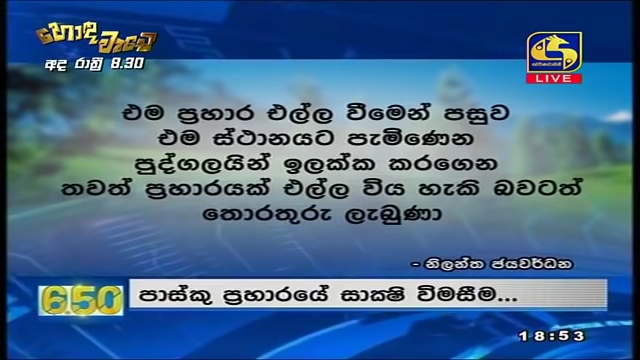 හොඳ වැඩේ
අද රාත්‍රී 8.30
LIVE
එම ප්‍රහාර එල්ල වීමෙන් පසුව
එම ස්ථානයට පැමිණෙන
පුද්ගලයින් ඉලක්ක කරගෙන
තවත් ප්‍රහාරයක් එල්ල විය හැකි බවටත්
තොරතුරු ලැබුණා
- නිලන්ත ජයවර්ධන
6.50 පාස්කු ප්‍රහාරයේ සාක්ෂි විමසීම...
18:53